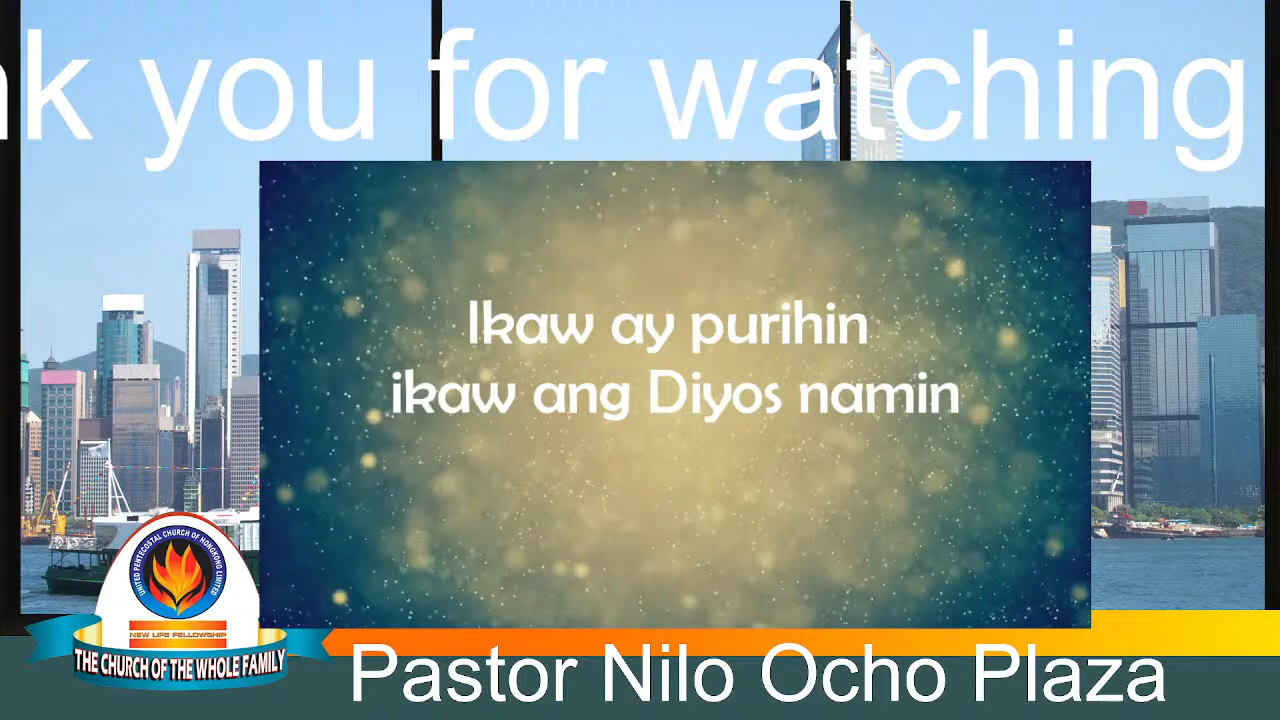 nk you for watching
Ikaw ay purihin
ikaw ang Diyos namin
UNITED PENTECOSTAL CHURCH OF HONGKONG LIMITED
NEW LIFE FELLOWSHIP
THE CHURCH OF THE WHOLE FAMILY
Pastor Nilo Ocho Plaza